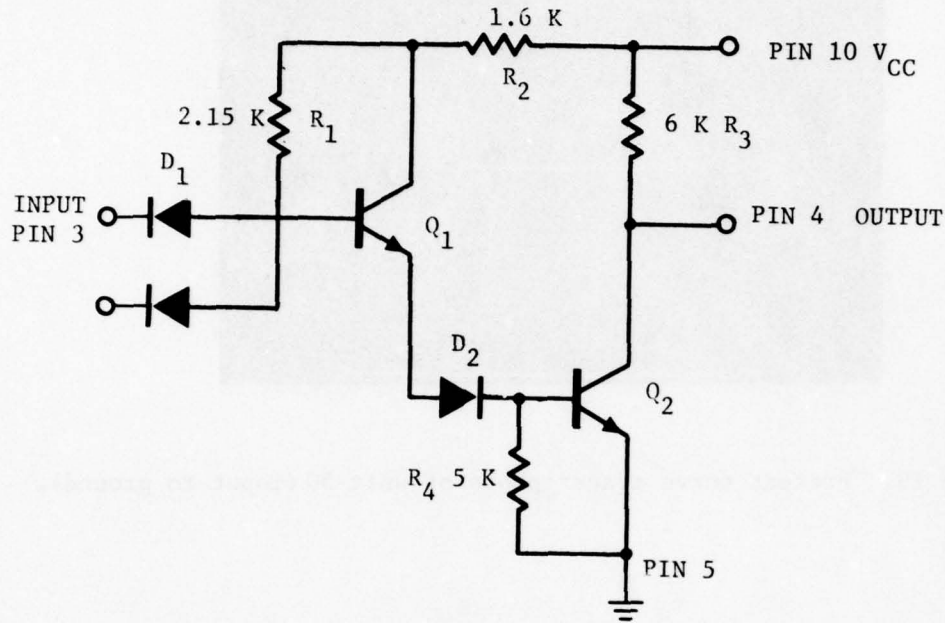 1.6 K
R2
PIN 10 VCC
2.15 K R1
6 K R3
D1
INPUT
PIN 3
Q1
PIN 4 OUTPUT
D2
Q2
R4 5 K
PIN 5